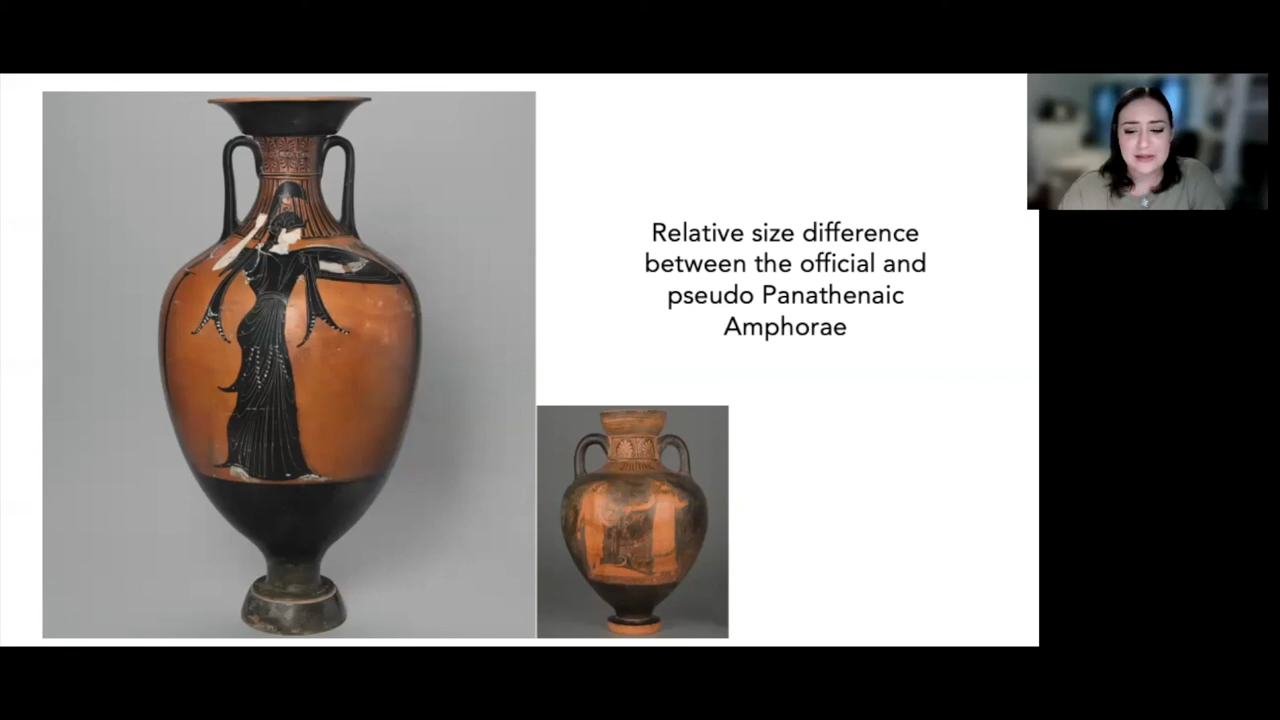 Relative size difference
between the official and
pseudo Panathenaic
Amphorae